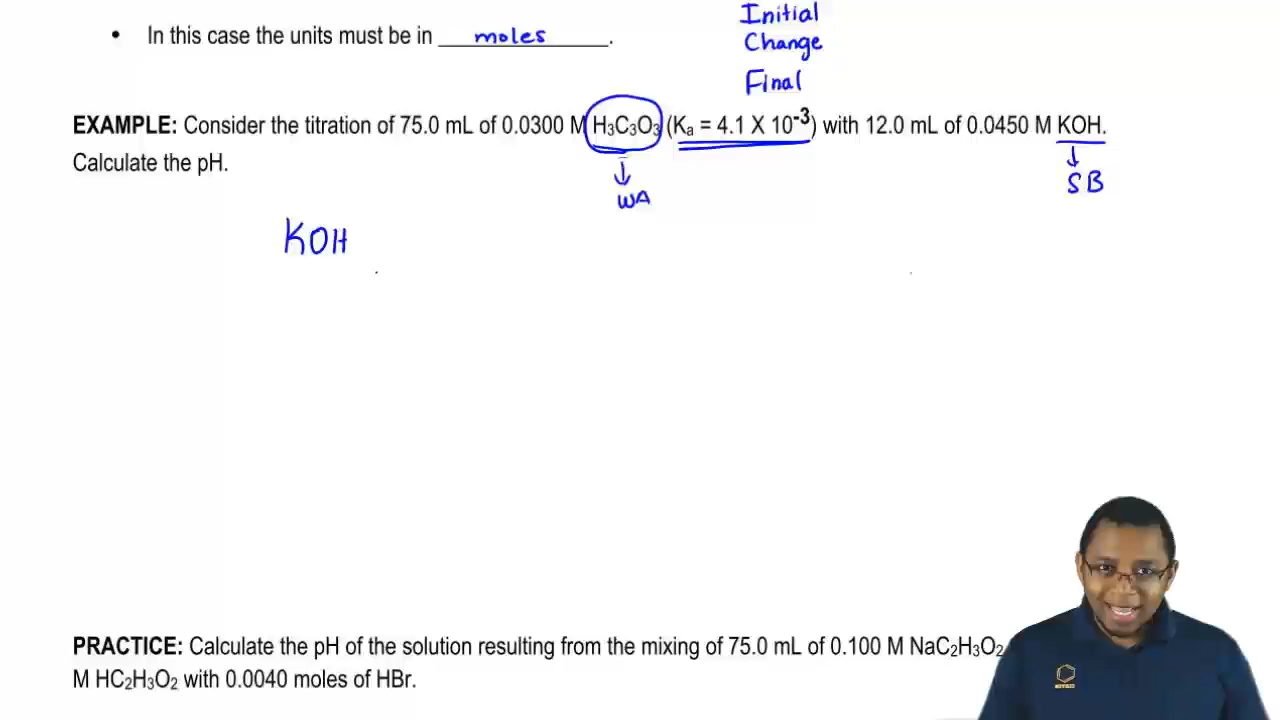 Initial
• In this case the units must be in moles.
Change
Final
EXAMPLE: Consider the titration of 75.0 mL of 0.0300 M H₃C₃O₃ (Kₐ = 4.1 X 10⁻³) with 12.0 mL of 0.0450 M KOH.
Calculate the pH.
WA
SB
KOH
PRACTICE: Calculate the pH of the solution resulting from the mixing of 75.0 mL of 0.100 M NaC₂H₃O₂
M HC₂H₃O₂ with 0.0040 moles of HBr.